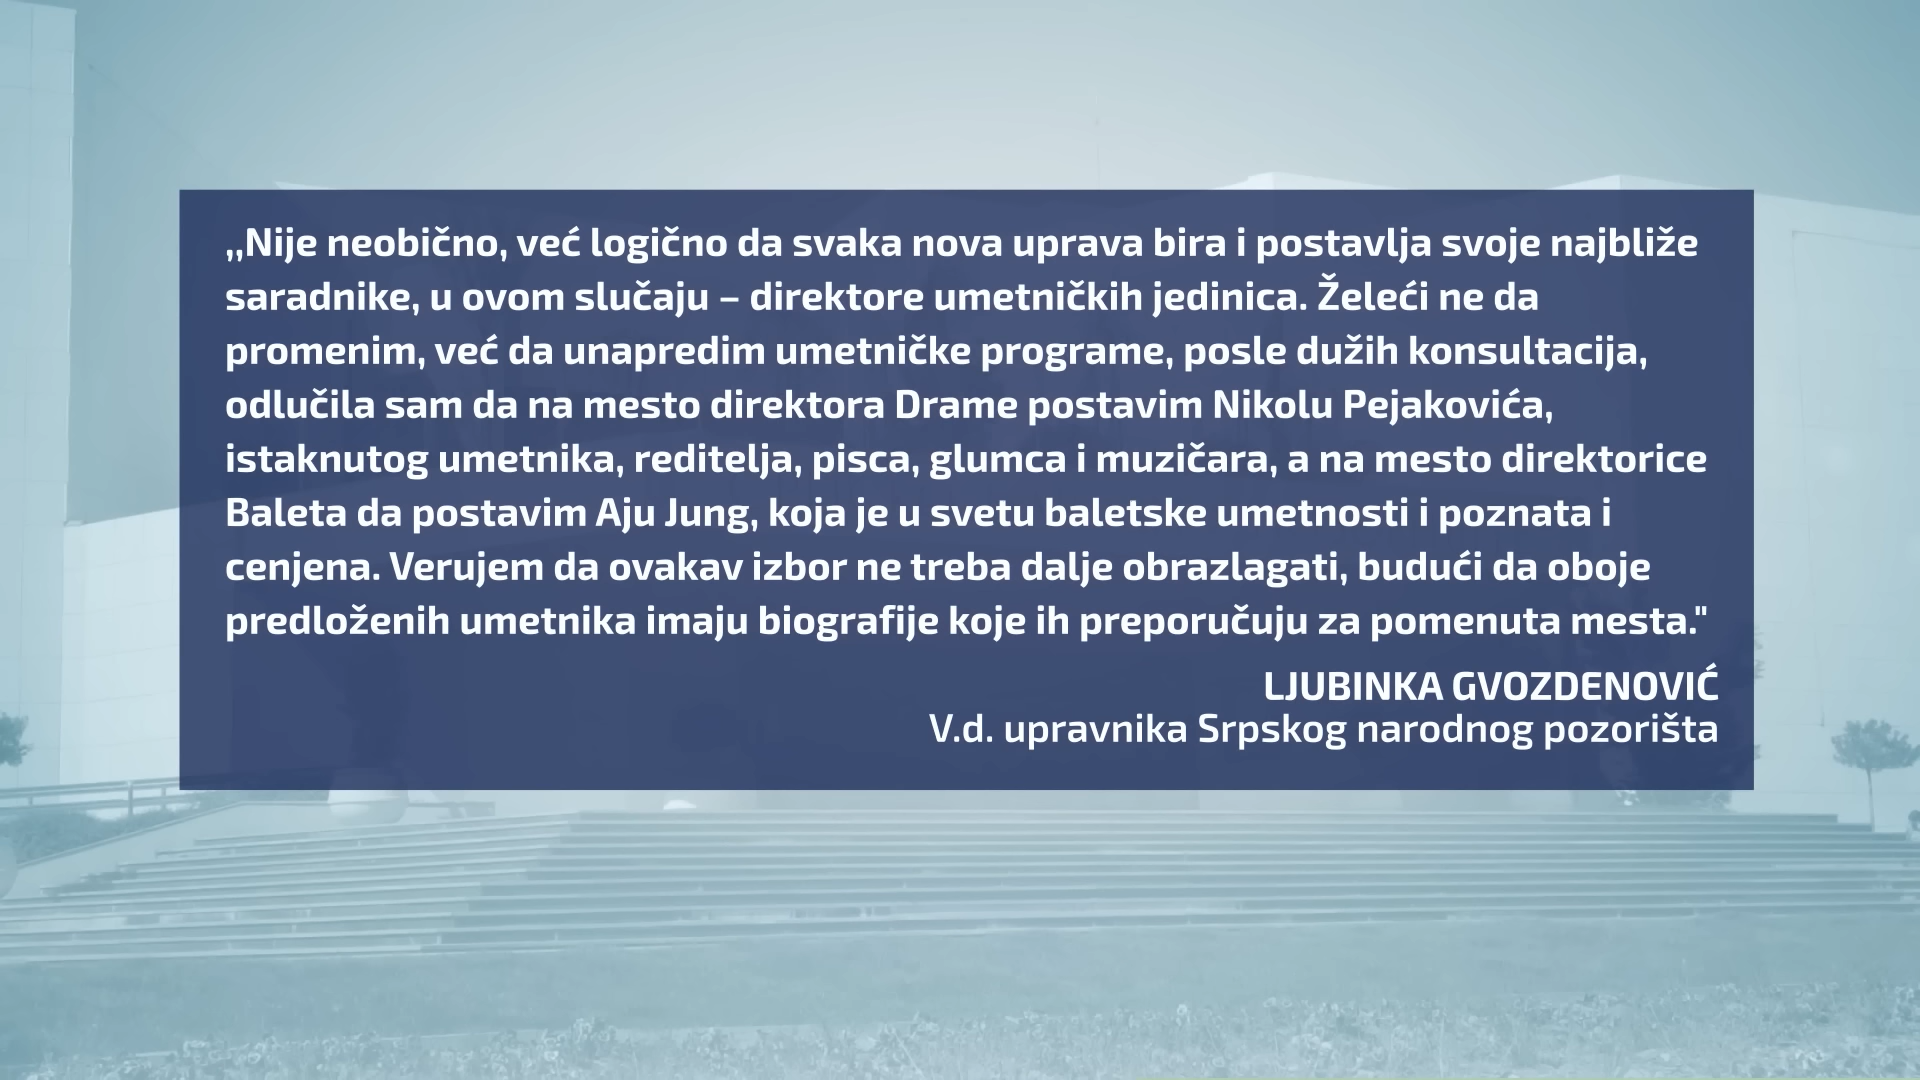 ,,Nije neobično, već logično da svaka nova uprava bira i postavlja svoje najbliže
saradnike, u ovom slučaju – direktore umetničkih jedinica. Želeći ne da
promenim, već da unapredim umetničke programe, posle dužih konsultacija,
odlučila sam da na mesto direktora Drame postavim Nikolu Pejakovića,
istaknutog umetnika, reditelja, pisca, glumca i muzičara, a na mesto direktorice
Baleta da postavim Aju Jung, koja je u svetu baletske umetnosti i poznata i
cenjena. Verujem da ovakav izbor ne treba dalje obrazlagati, budući da oboje
predloženih umetnika imaju biografije koje ih preporučuju za pomenuta mesta."
LJUBINKA GVOZDENOVIĆ
V.d. upravnika Srpskog narodnog pozorišta